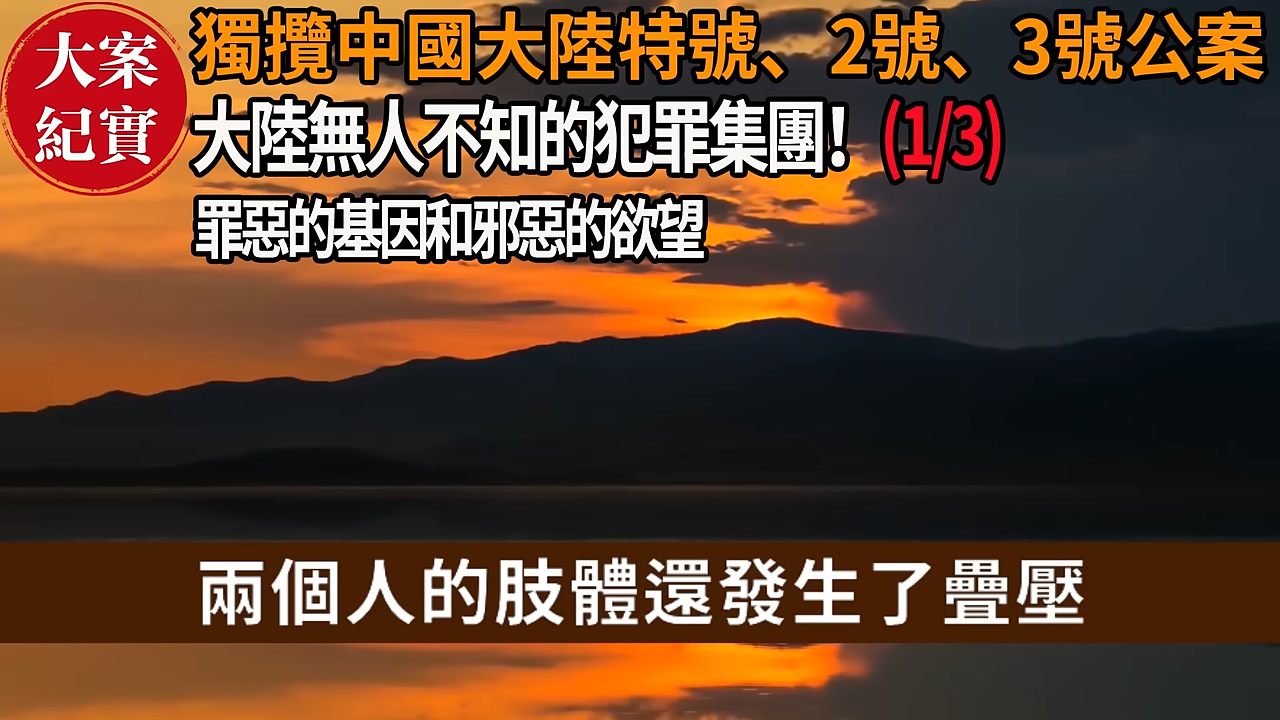 大案
紀實
獨攬中國大陸特號、2號、3號公案
大陸無人不知的犯罪集團！(1/3)
罪惡的基因和邪惡的欲望
兩個人的肢體還發生了疊壓